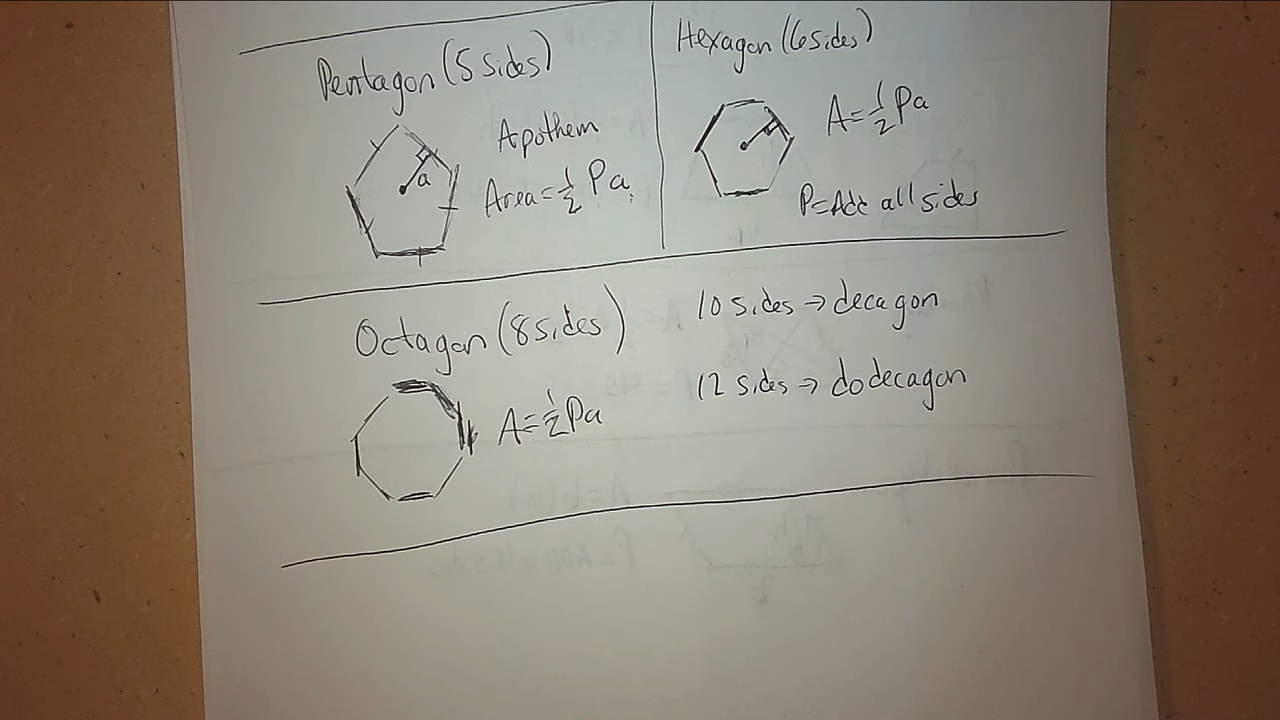 Pentagon (5 sides)
Apothem
a
Area = 1/2 Pa
Hexagon (6 sides)
A = 1/2 Pa
P = Add all sides
Octagon (8 sides)
A = 1/2 Pa
10 sides → decagon
12 sides → dodecagon